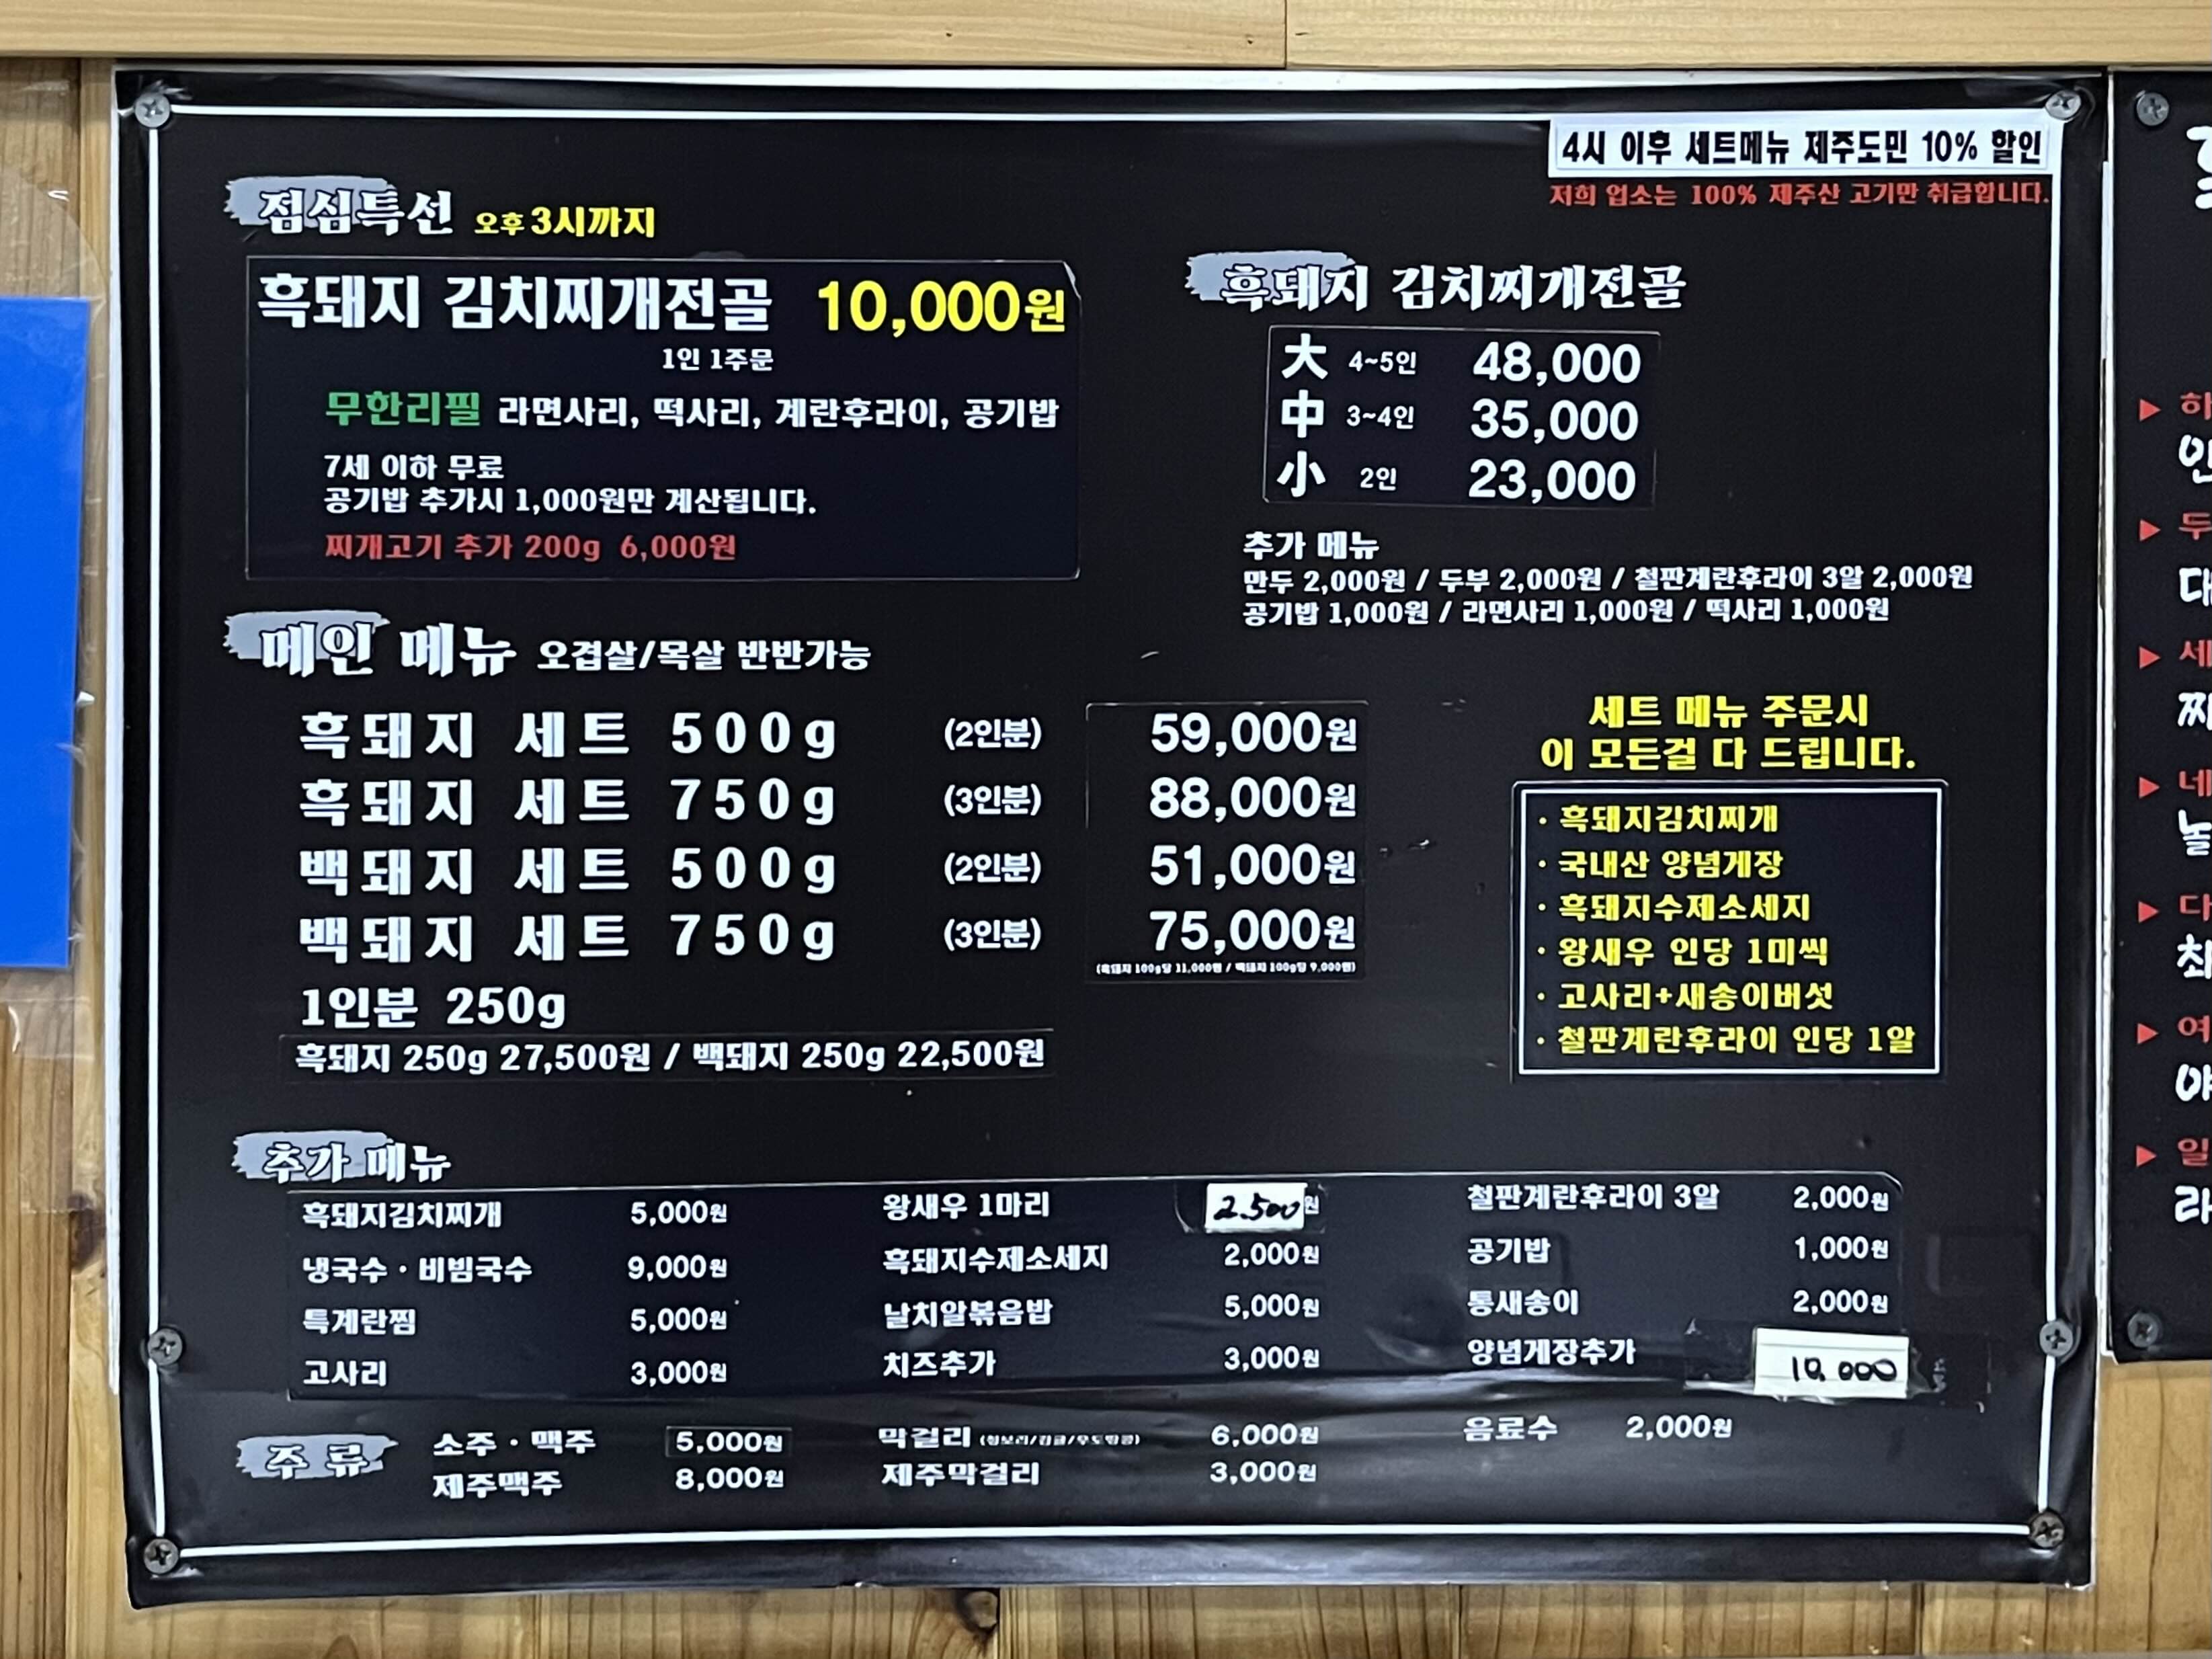 4시 이후 세트메뉴 제주도민 10% 할인
저희 업소는 100% 제주산 고기만 취급합니다.
점심특선 오후 3시까지
흑돼지 김치찌개전골 10,000원
1인 1주문
무한리필 라면사리, 떡사리, 계란후라이, 공기밥
7세 이하 무료
공기밥 추가시 1,000원만 계산됩니다.
찌개고기 추가 200g 6,000원
흑돼지 김치찌개전골
大 4~5인 48,000
中 3~4인 35,000
小 2인 23,000
추가 메뉴
만두 2,000원 / 두부 2,000원 / 철판계란후라이 3알 2,000원
공기밥 1,000원 / 라면사리 1,000원 / 떡사리 1,000원
메인 메뉴 오겹살/목살 반반가능
흑돼지 세트 500g (2인분) 59,000원
흑돼지 세트 750g (3인분) 88,000원
백돼지 세트 500g (2인분) 51,000원
백돼지 세트 750g (3인분) 75,000원
(흑돼지 100g당 11,000원 / 백돼지 100g당 9,000원)
1인분 250g
흑돼지 250g 27,500원 / 백돼지 250g 22,500원
세트 메뉴 주문시
이 모든걸 다 드립니다.
· 흑돼지김치찌개
· 국내산 양념게장
· 흑돼지수제소세지
· 왕새우 인당 1미씩
· 고사리+새송이버섯
· 철판계란후라이 인당 1알
추가 메뉴
흑돼지김치찌개 5,000원 왕새우 1마리 2.500원 철판계란후라이 3알 2,000원
냉국수 · 비빔국수 9,000원 흑돼지수제소세지 2,000원 공기밥 1,000원
특계란찜 5,000원 날치알볶음밥 5,000원 통새송이 2,000원
고사리 3,000원 치즈추가 3,000원 양념게장추가 10.000
주류 소주 · 맥주 5,000원 막걸리 6,000원 음료수 2,000원
제주맥주 8,000원 제주막걸리 3,000원